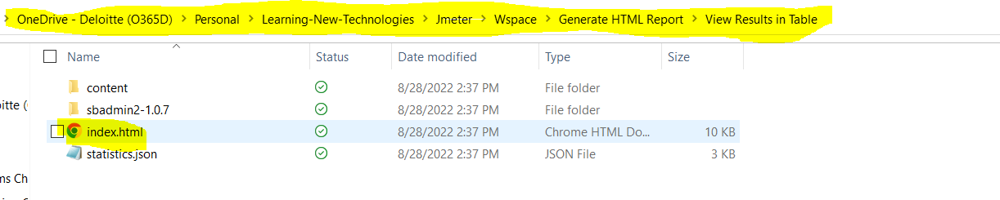 OneDrive - Deloitte (O365D) > Personal > Learning-New-Technologies > Jmeter > Wspace > Generate HTML Report > View Results in Table
Name Status Date modified Type Size
content 8/28/2022 2:37 PM File folder
sbadmin2-1.0.7 8/28/2022 2:37 PM File folder
index.html 8/28/2022 2:37 PM Chrome HTML Do... 10 KB
statistics.json 8/28/2022 2:37 PM JSON File 3 KB
oitte (O
ms Ch